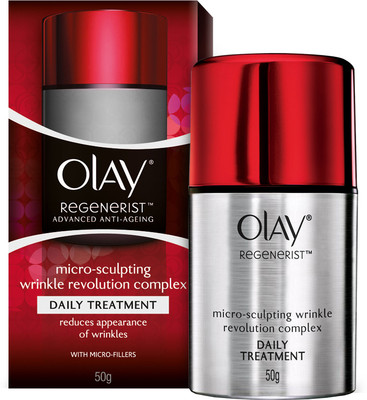 OLAY®
REGENERIST™
ADVANCED ANTI-AGEING
micro-sculpting
wrinkle revolution complex
DAILY TREATMENT
reduces appearance
of wrinkles
WITH MICRO-FILLERS
50g
OLAY®
REGENERIST™
micro-sculpting wrinkle
revolution complex
DAILY
TREATMENT
50g